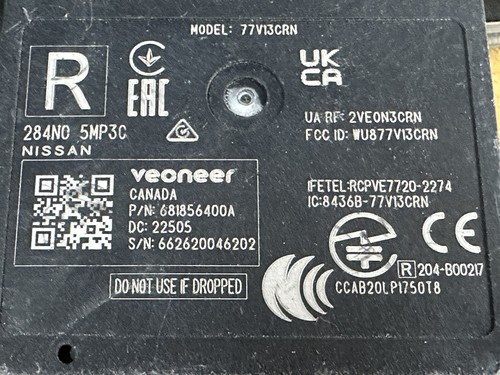 MODEL: 77V13CRN
R
EAC
UK
CA
284N0 5MP3C
NISSAN
UA RF: 2VEON3CRN
FCC ID: WU877V13CRN
veoneer
CANADA
P/N: 681856400A
DC: 22505
S/N: 662620046202
IFETEL:RCPVE7720-2274
IC:8436B-77V13CRN
CE
R 204-B00217
CCAB20LP1750T8
DO NOT USE IF DROPPED